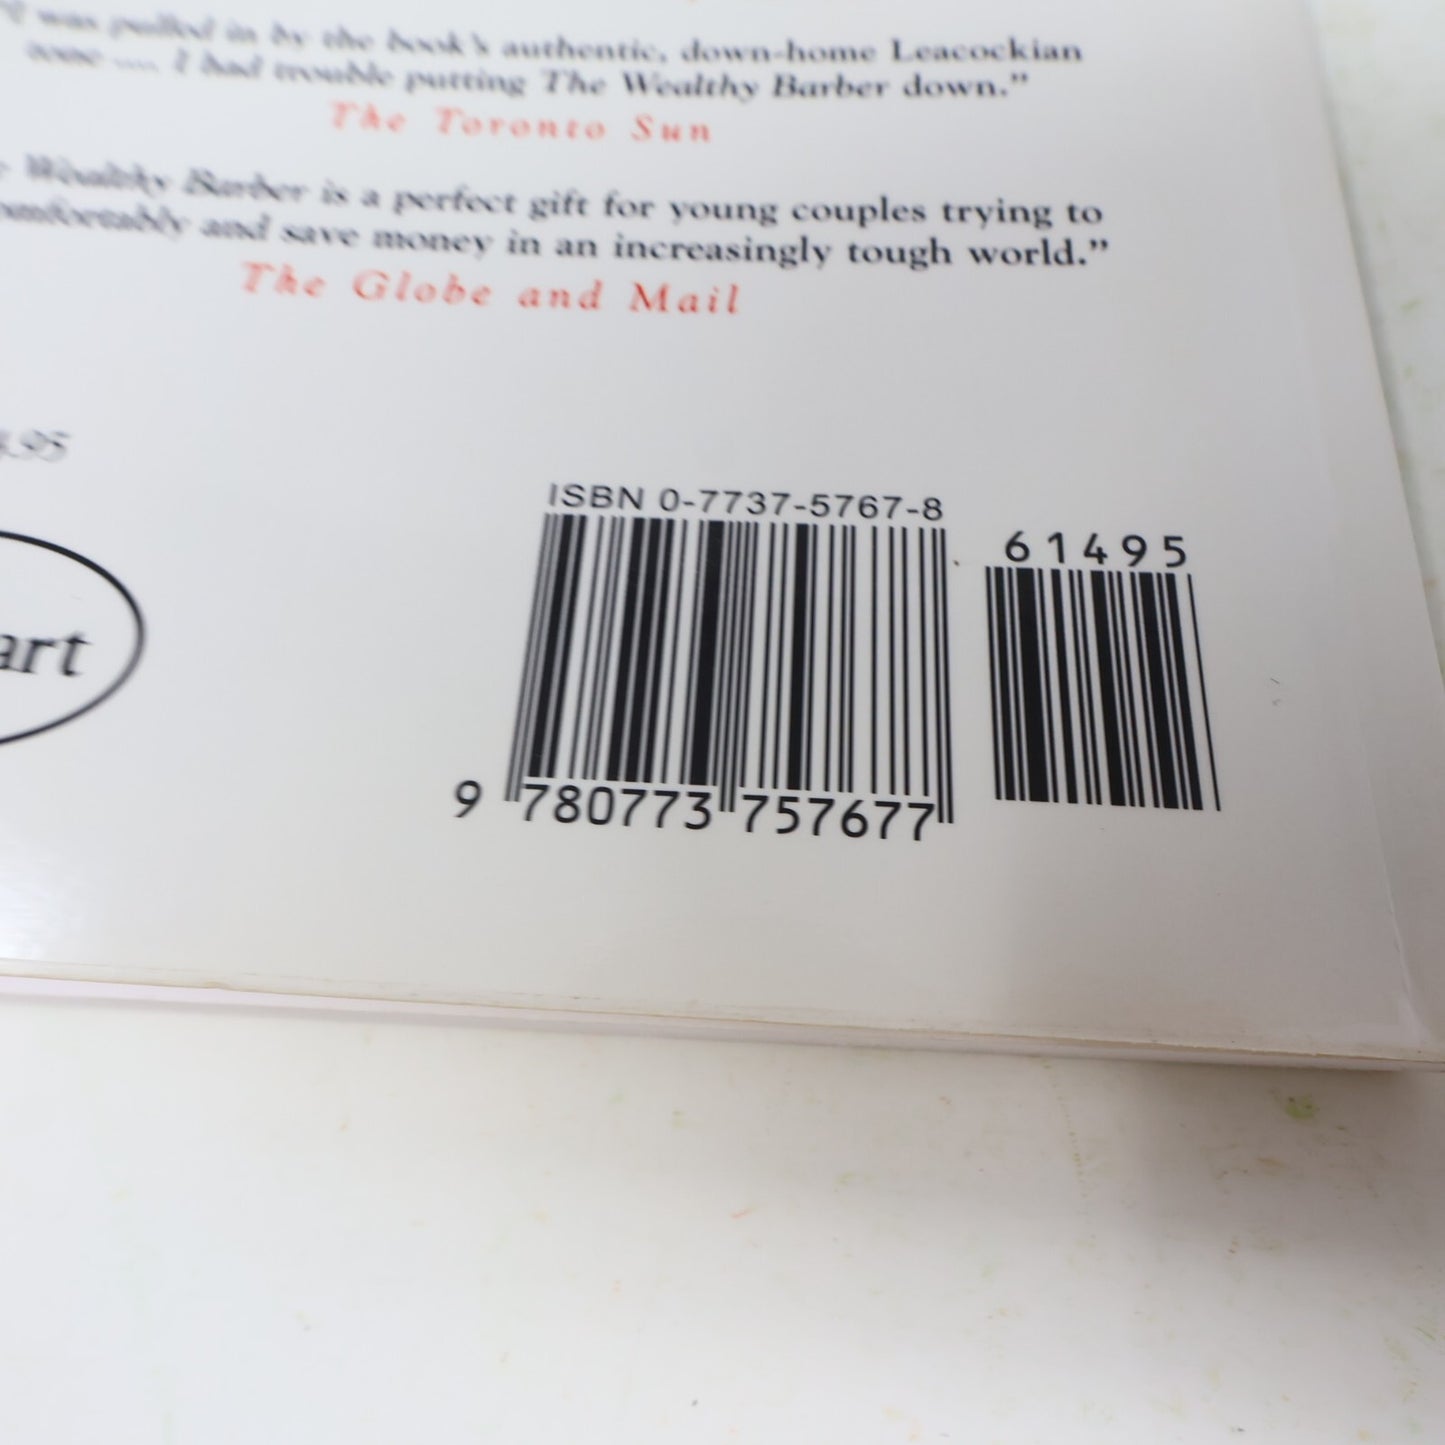 "I was pulled in by the book's authentic, down-home Leacockian
tone .... I had trouble putting The Wealthy Barber down."
The Toronto Sun
Wealthy Barber is a perfect gift for young couples trying to
comfortably and save money in an increasingly tough world."
The Globe and Mail
.95
ISBN 0-7737-5767-8
61495
art
9 780773 757677